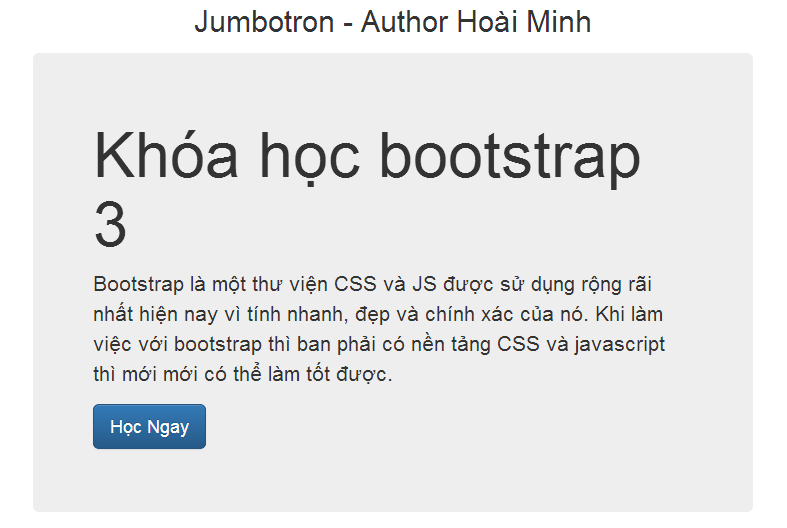 Jumbotron - Author Hoài Minh
Khóa học bootstrap
3
Bootstrap là một thư viện CSS và JS được sử dụng rộng rãi
nhất hiện nay vì tính nhanh, đẹp và chính xác của nó. Khi làm
việc với bootstrap thì ban phải có nền tảng CSS và javascript
thì mới mới có thể làm tốt được.
Học Ngay